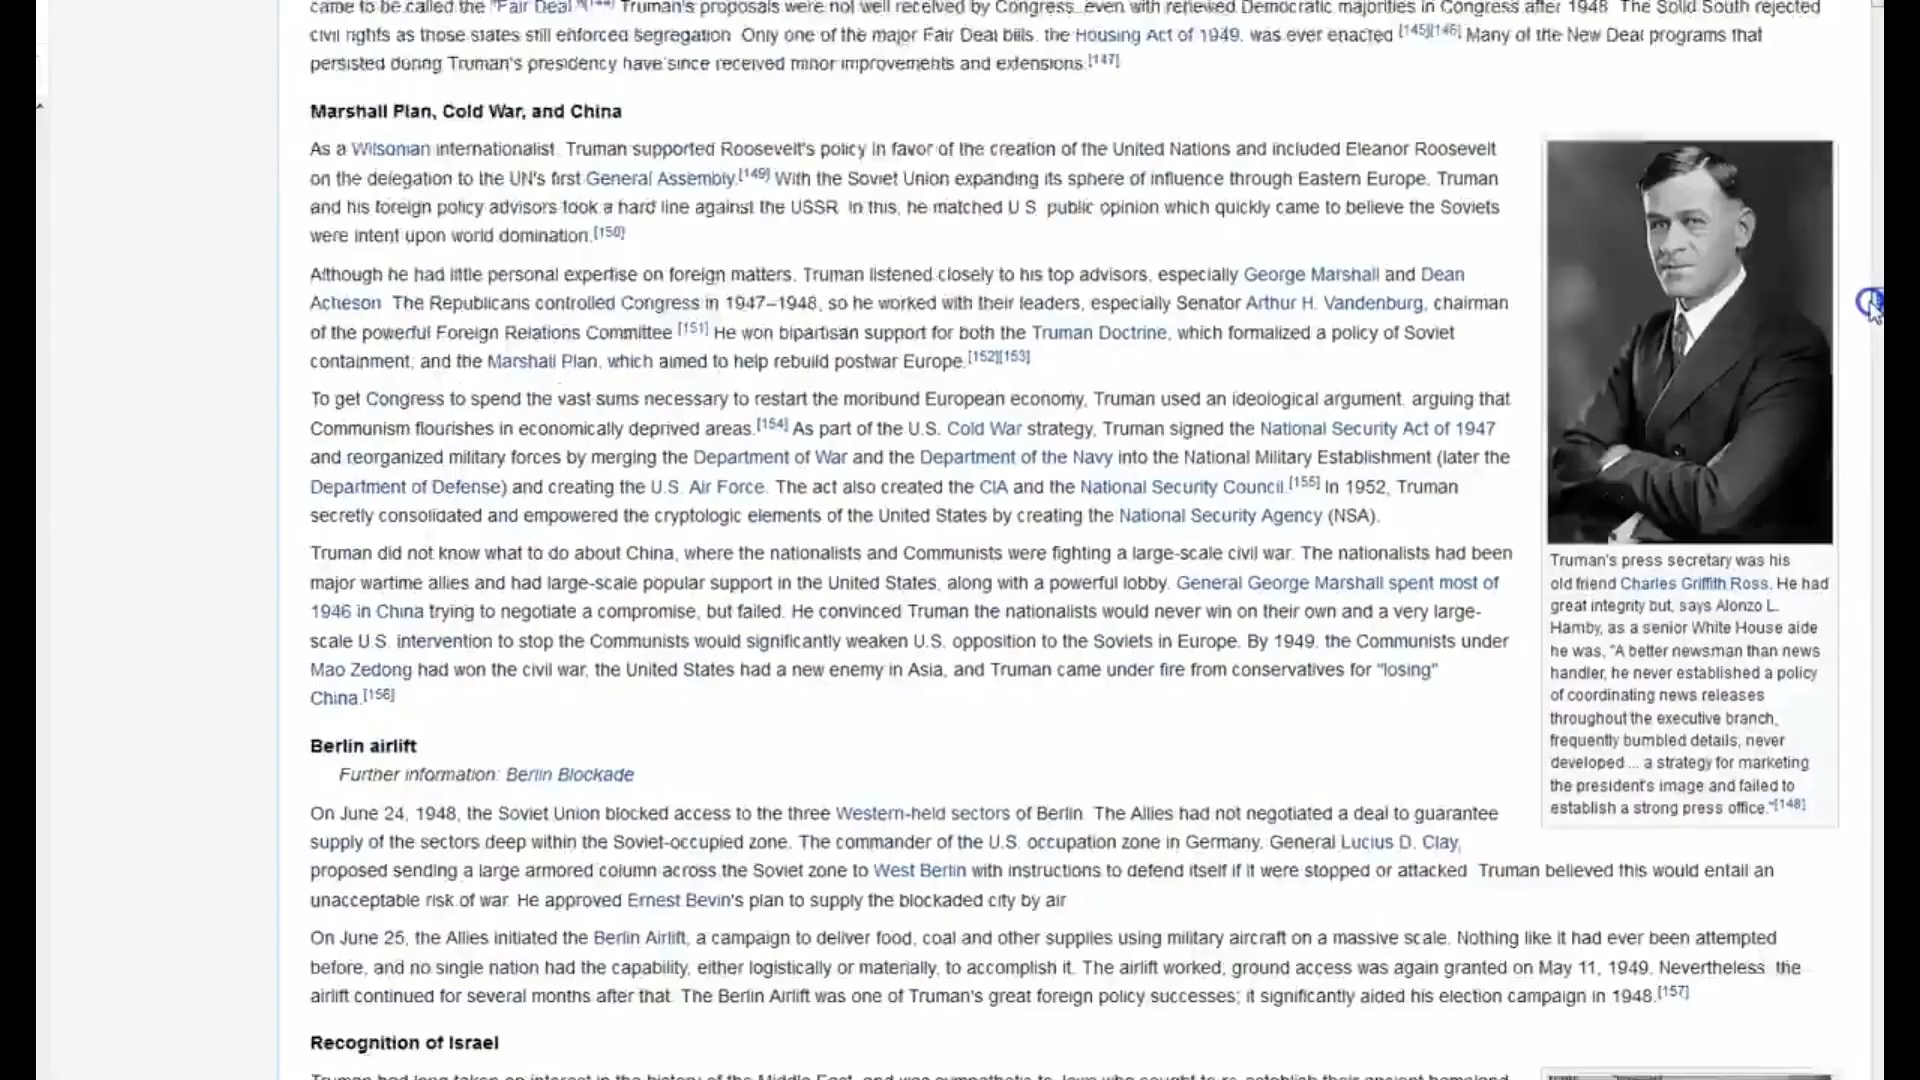 came to be called the "Fair Deal". Truman's proposals were not well received by Congress, even with renewed Democratic majorities in Congress after 1948. The Solid South rejected
civil rights as those states still enforced segregation. Only one of the major Fair Deal bills, the Housing Act of 1949, was ever enacted.[145][146] Many of the New Deal programs that
persisted during Truman's presidency have since received minor improvements and extensions.[147]
Marshall Plan, Cold War, and China
As a Wilsonian internationalist, Truman supported Roosevelt's policy in favor of the creation of the United Nations and included Eleanor Roosevelt
on the delegation to the UN's first General Assembly.[149] With the Soviet Union expanding its sphere of influence through Eastern Europe, Truman
and his foreign policy advisors took a hard line against the USSR. In this, he matched U.S. public opinion which quickly came to believe the Soviets
were intent upon world domination.[150]
Although he had little personal expertise on foreign matters, Truman listened closely to his top advisors, especially George Marshall and Dean
Acheson. The Republicans controlled Congress in 1947–1948, so he worked with their leaders, especially Senator Arthur H. Vandenburg, chairman
of the powerful Foreign Relations Committee.[151] He won bipartisan support for both the Truman Doctrine, which formalized a policy of Soviet
containment, and the Marshall Plan, which aimed to help rebuild postwar Europe.[152][153]
To get Congress to spend the vast sums necessary to restart the moribund European economy, Truman used an ideological argument, arguing that
Communism flourishes in economically deprived areas.[154] As part of the U.S. Cold War strategy, Truman signed the National Security Act of 1947
and reorganized military forces by merging the Department of War and the Department of the Navy into the National Military Establishment (later the
Department of Defense) and creating the U.S. Air Force. The act also created the CIA and the National Security Council.[155] In 1952, Truman
secretly consolidated and empowered the cryptologic elements of the United States by creating the National Security Agency (NSA).
Truman did not know what to do about China, where the nationalists and Communists were fighting a large-scale civil war. The nationalists had been
major wartime allies and had large-scale popular support in the United States, along with a powerful lobby. General George Marshall spent most of
1946 in China trying to negotiate a compromise, but failed. He convinced Truman the nationalists would never win on their own and a very large-
scale U.S. intervention to stop the Communists would significantly weaken U.S. opposition to the Soviets in Europe. By 1949, the Communists under
Mao Zedong had won the civil war, the United States had a new enemy in Asia, and Truman came under fire from conservatives for "losing"
China.[156]
Truman's press secretary was his
old friend Charles Griffith Ross. He had
great integrity but, says Alonzo L.
Hamby, as a senior White House aide
he was, "A better newsman than news
handler, he never established a policy
of coordinating news releases
throughout the executive branch,
frequently bumbled details, never
developed ... a strategy for marketing
the president's image and failed to
establish a strong press office."[148]
Berlin airlift
Further information: Berlin Blockade
On June 24, 1948, the Soviet Union blocked access to the three Western-held sectors of Berlin. The Allies had not negotiated a deal to guarantee
supply of the sectors deep within the Soviet-occupied zone. The commander of the U.S. occupation zone in Germany, General Lucius D. Clay,
proposed sending a large armored column across the Soviet zone to West Berlin with instructions to defend itself if it were stopped or attacked. Truman believed this would entail an
unacceptable risk of war. He approved Ernest Bevin's plan to supply the blockaded city by air.
On June 25, the Allies initiated the Berlin Airlift, a campaign to deliver food, coal and other supplies using military aircraft on a massive scale. Nothing like it had ever been attempted
before, and no single nation had the capability, either logistically or materially, to accomplish it. The airlift worked; ground access was again granted on May 11, 1949. Nevertheless, the
airlift continued for several months after that. The Berlin Airlift was one of Truman's great foreign policy successes; it significantly aided his election campaign in 1948.[157]
Recognition of Israel